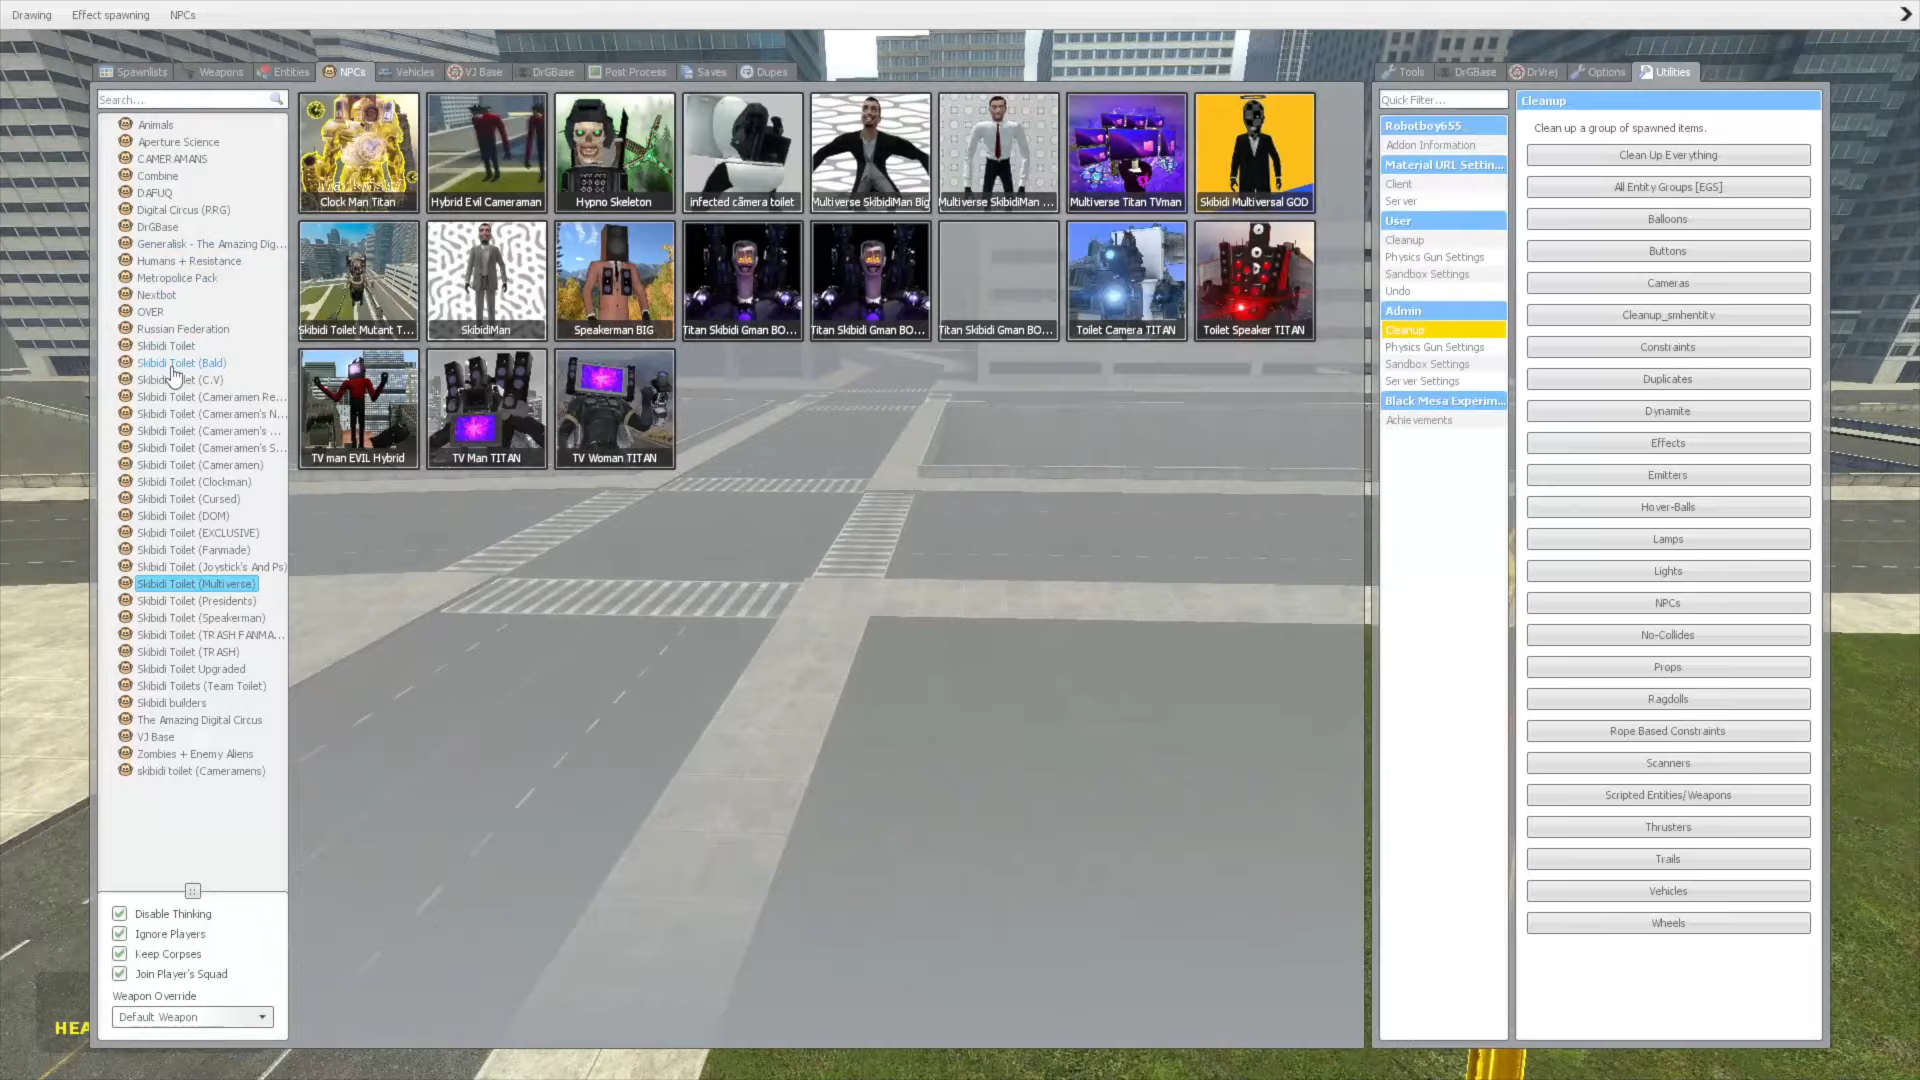 Drawing Effect spawning NPCs
Spawnlists Weapons Entities NPCs Vehicles VJ Base DrGBase Post Process Saves Dupes
Search...
Animals
Aperture Science
CAMERAMANS
Combine
DAFUQ
Digital Circus (RRG)
DrGBase
Generalisk - The Amazing Dig...
Humans + Resistance
Metropolice Pack
Nextbot
OVER
Russian Federation
Skibidi Toilet
Skibidi Toilet (Bald)
Skibidi Toilet (C.V)
Skibidi Toilet (Cameramen Re...
Skibidi Toilet (Cameramen's N...
Skibidi Toilet (Cameramen's ...
Skibidi Toilet (Cameramen's S...
Skibidi Toilet (Cameramen)
Skibidi Toilet (Clockman)
Skibidi Toilet (Cursed)
Skibidi Toilet (DOM)
Skibidi Toilet (EXCLUSIVE)
Skibidi Toilet (Fanmade)
Skibidi Toilet (Joystick's And Ps)
Skibidi Toilet (Multiverse)
Skibidi Toilet (Presidents)
Skibidi Toilet (Speakerman)
Skibidi Toilet (TRASH FANMA...
Skibidi Toilet (TRASH)
Skibidi Toilet Upgraded
Skibidi Toilets (Team Toilet)
Skibidi builders
The Amazing Digital Circus
VJ Base
Zombies + Enemy Aliens
skibidi toilet (Cameramens)
Disable Thinking
Ignore Players
Keep Corpses
Join Player's Squad
Weapon Override
Default Weapon
HEA
Clock Man Titan
Hybrid Evil Cameraman
Hypno Skeleton
infected cämera toilet
Multiverse SkibidiMan Big
Multiverse SkibidiMan ...
Multiverse Titan TVman
Skibidi Multiversal GOD
Skibidi Toilet Mutant T...
SkibidiMan
Speakerman BIG
Titan Skibidi Gman BO...
Titan Skibidi Gman BO...
Titan Skibidi Gman BO...
Toilet Camera TITAN
Toilet Speaker TITAN
TV man EVIL Hybrid
TV Man TITAN
TV Woman TITAN
Tools DrGBase DrVrej Options Utilities
Quick Filter...
Robotboy655
Addon Information
Material URL Settin...
Client
Server
User
Cleanup
Physics Gun Settings
Sandbox Settings
Undo
Admin
Cleanup
Physics Gun Settings
Sandbox Settings
Server Settings
Black Mesa Experim...
Achievements
Cleanup
Clean up a group of spawned items.
Clean Up Everything
All Entity Groups [EGS]
Balloons
Buttons
Cameras
Cleanup_smhentity
Constraints
Duplicates
Dynamite
Effects
Emitters
Hover-Balls
Lamps
Lights
NPCs
No-Collides
Props
Ragdolls
Rope Based Constraints
Scanners
Scripted Entities/Weapons
Thrusters
Trails
Vehicles
Wheels